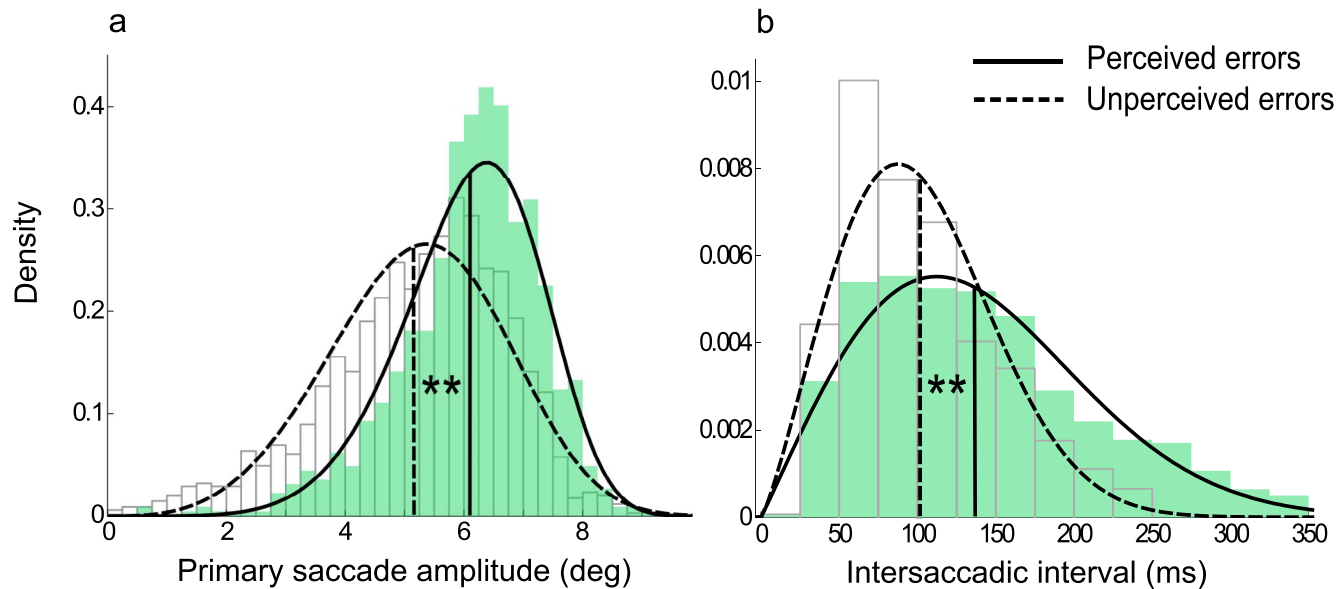 a
b
Perceived errors
Unperceived errors
Density
0.4
0.3
0.2
0.1
0
**
0 2 4 6 8
Primary saccade amplitude (deg)
0.01
0.008
0.006
0.004
0.002
0
**
0 50 100 150 200 250 300 350
Intersaccadic interval (ms)